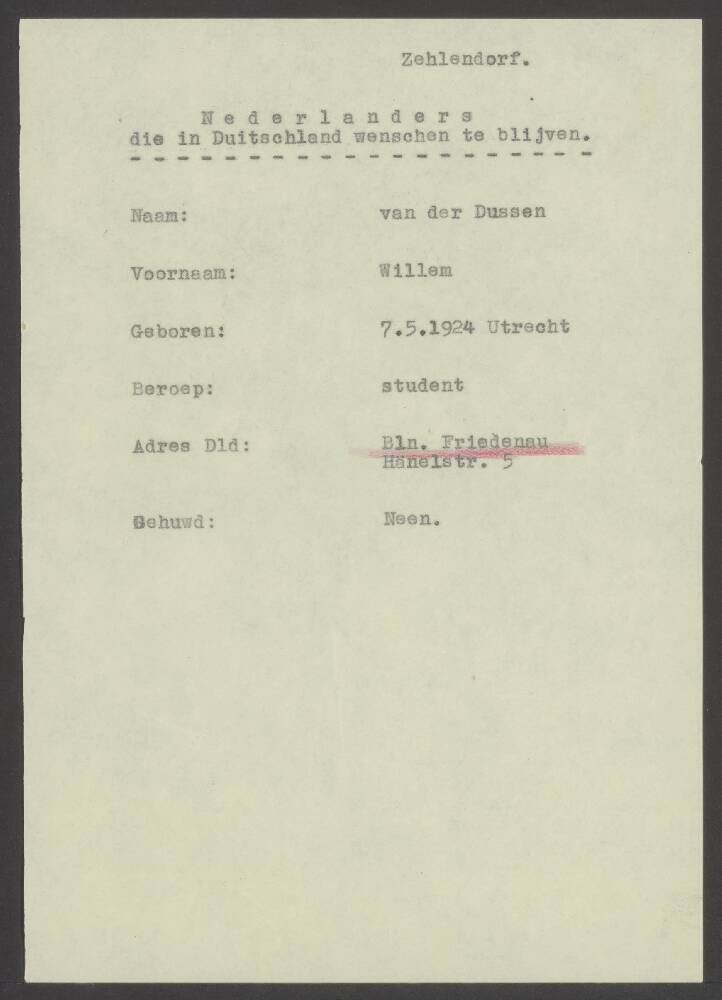 Zehlendorf.
N e d e r l a n d e r s
die in Duitschland wenschen te blijven.
- - - - - - - - - - - - - - - - - - - -
Naam: van der Dussen
Voornaam: Willem
Geboren: 7.5.1924 Utrecht
Beroep: student
Adres Dld: Bln. Friedenau
Hänelstr. 5
Gehuwd: Neen.